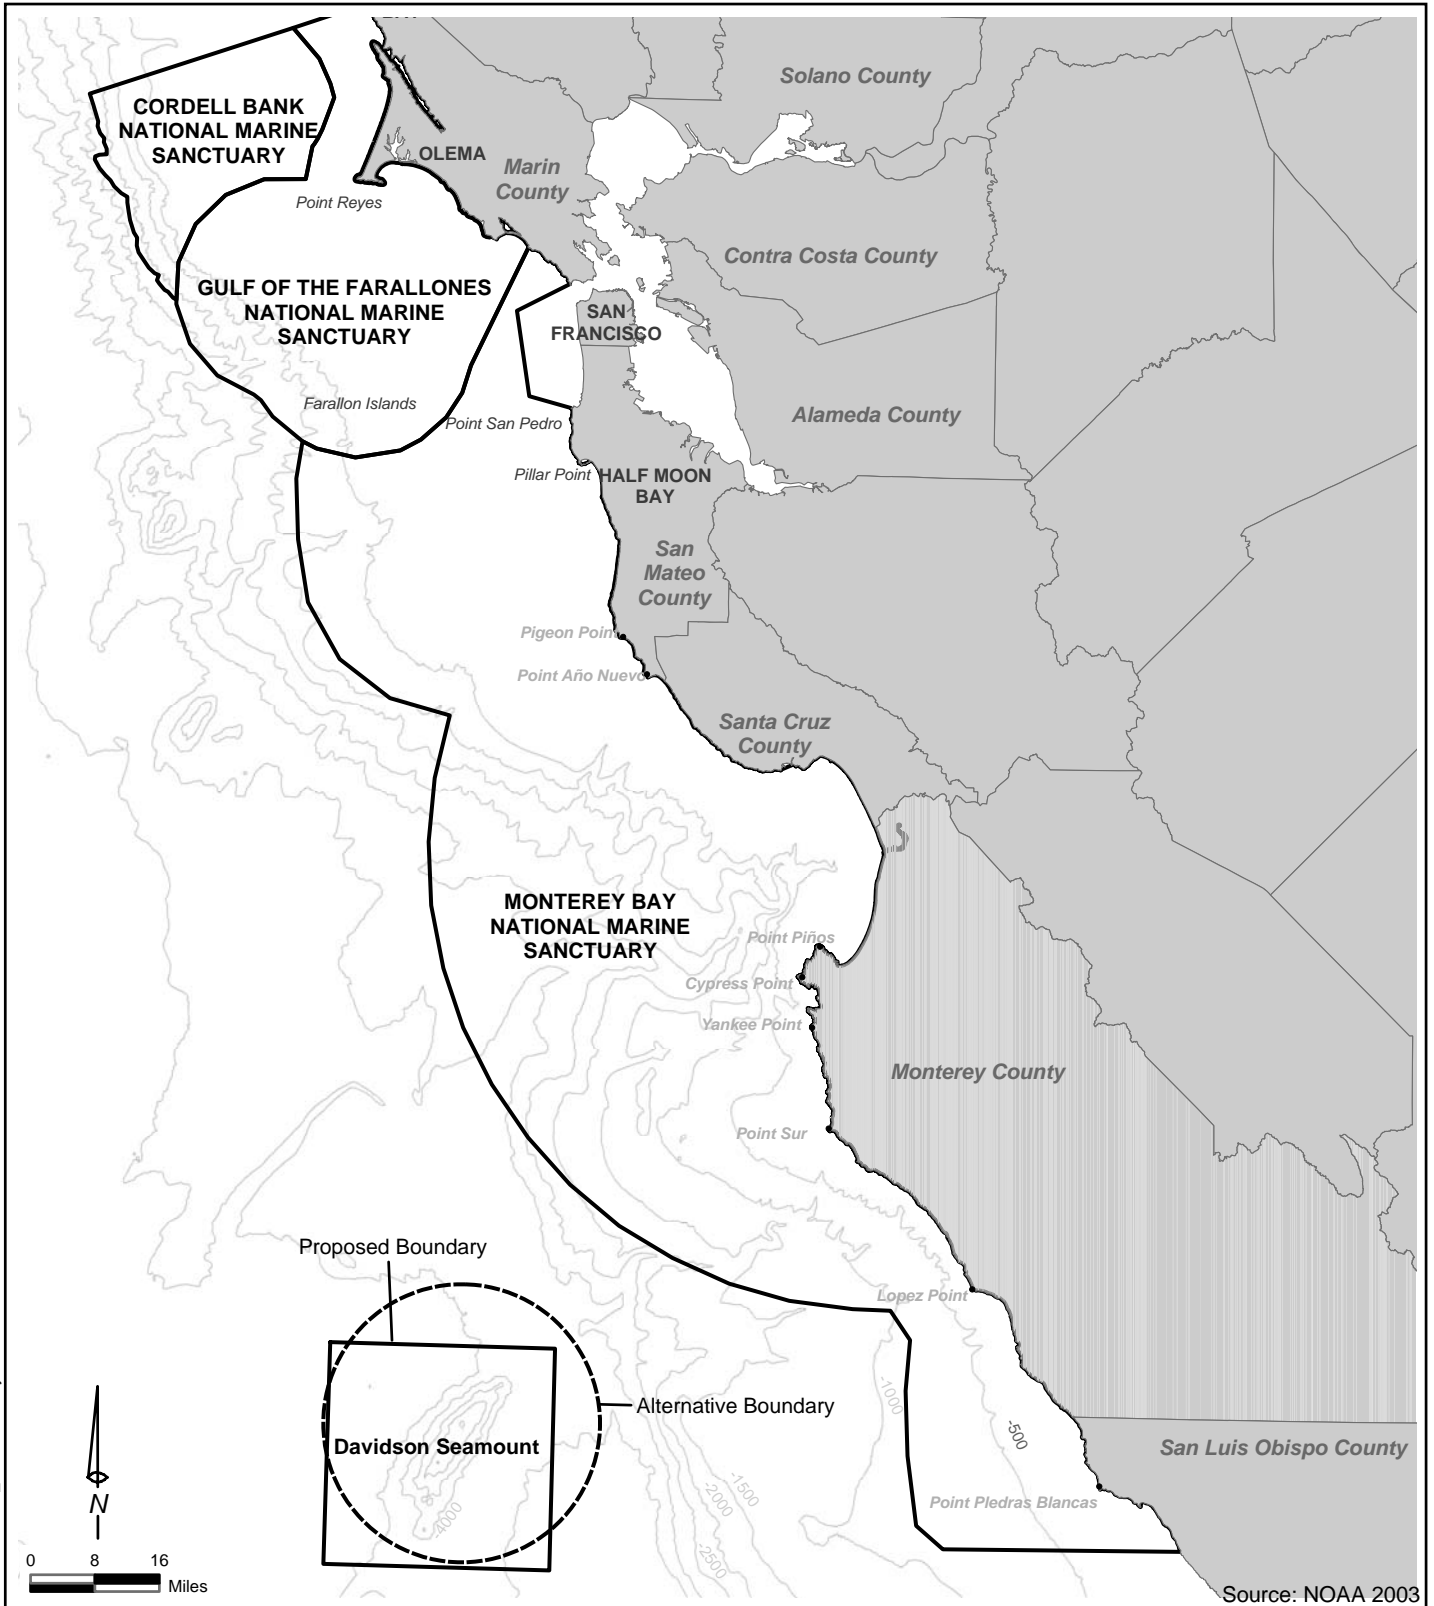 Solano County
CORDELL BANK
NATIONAL MARINE
SANCTUARY
OLEMA
Marin
County
Point Reyes
Contra Costa County
GULF OF THE FARALLONES
NATIONAL MARINE
SANCTUARY
SAN
FRANCISCO
Farallon Islands
Point San Pedro
Alameda County
Pillar Point
HALF MOON
BAY
San
Mateo
County
Pigeon Point
Point Año Nuevo
Santa Cruz
County
MONTEREY BAY
NATIONAL MARINE
SANCTUARY
Point Piños
Cypress Point
Yankee Point
Monterey County
Point Sur
Proposed Boundary
Lopez Point
-1000
Alternative Boundary
-500
Davidson Seamount
San Luis Obispo County
-4000
-1500
-2000
-2500
Point Pledras Blancas
N
0 8 16
Miles
Source: NOAA 2003